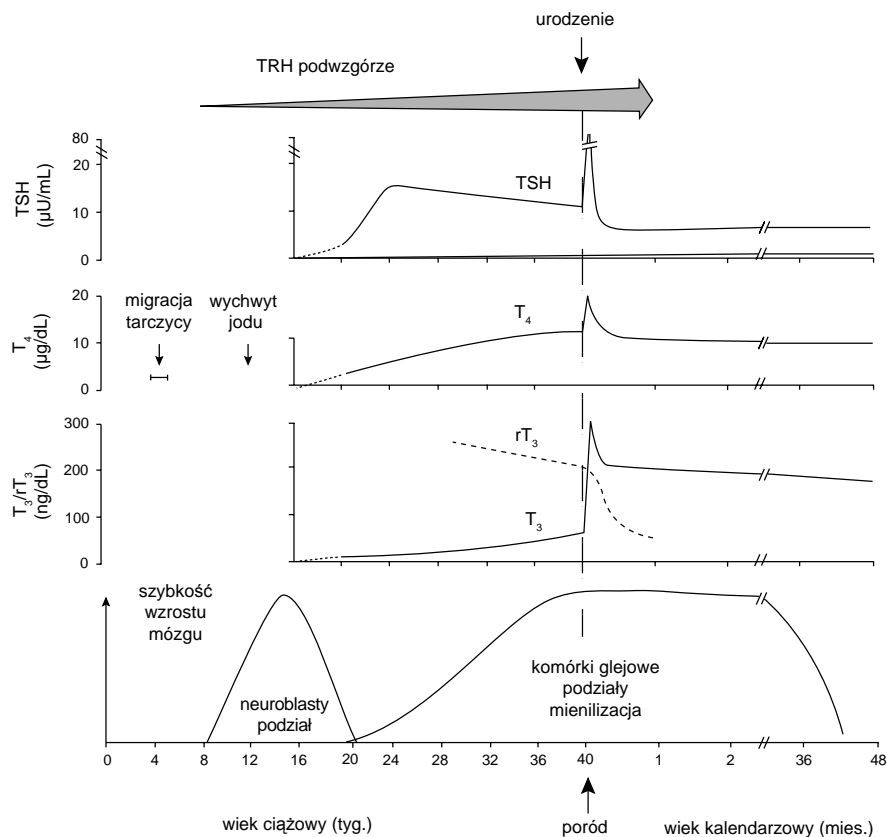 urodzenie
TRH podwzgórze
80
20
10
0
TSH
(µU/mL)
TSH
20
10
0
T₄
(µg/dL)
migracja
tarczycy
wychwyt
jodu
T₄
300
200
100
0
T₃/rT₃
(ng/dL)
rT₃
T₃
szybkość
wzrostu
mózgu
neuroblasty
podział
komórki glejowe
podziały
mienilizacja
0 4 8 12 16 20 24 28 32 36 40 1 2 36 48
wiek ciążowy (tyg.)
poród
wiek kalendarzowy (mies.)